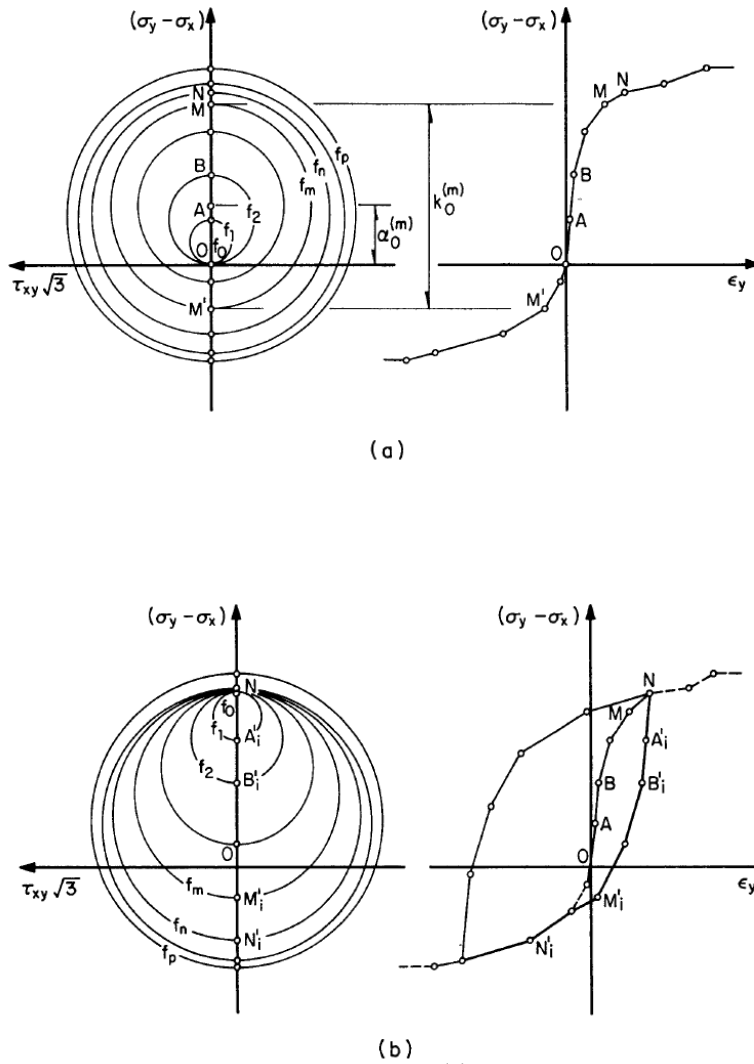 (σy − σx)
(σy − σx)
N
M
M
N
fp
fn
B
fm
k₀⁽ᵐ⁾
B
A
f2
α₀⁽ᵐ⁾
A
f1
O
f0
O
τxy√3
M'
M'
εy
(a)
(σy − σx)
(σy − σx)
N
N
f0
M
f1
A'i
A'i
f2
B'i
B
B'i
A
O
O
τxy√3
εy
fm
M'i
M'i
fn
N'i
N'i
fp
(b)